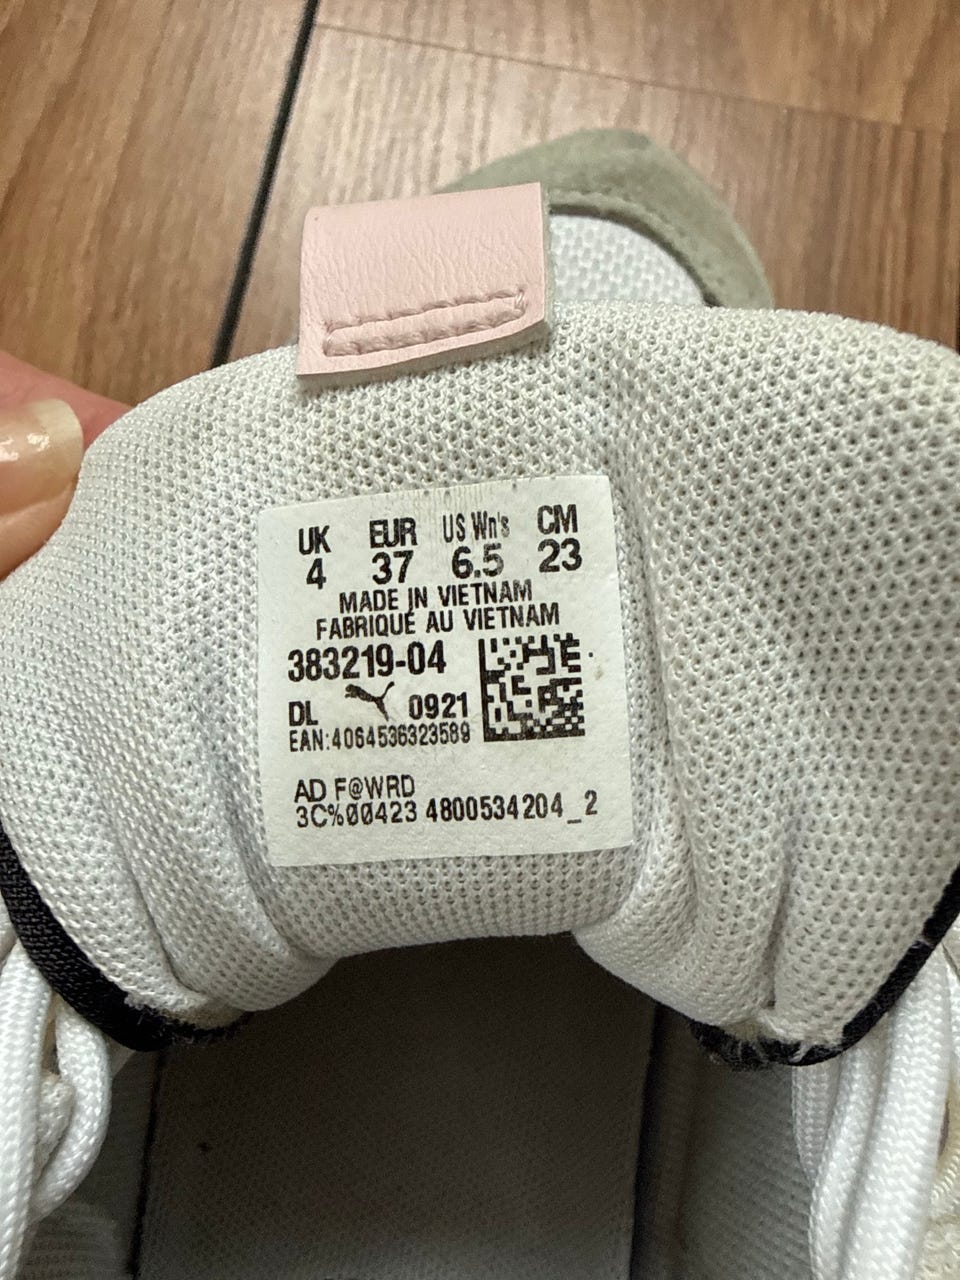 UK EUR US Wn's CM
4 37 6.5 23
MADE IN VIETNAM
FABRIQUÉ AU VIETNAM
383219-04
DL 0921
EAN:4064536323589
AD F@WRD
3C%00423 4800534204_2